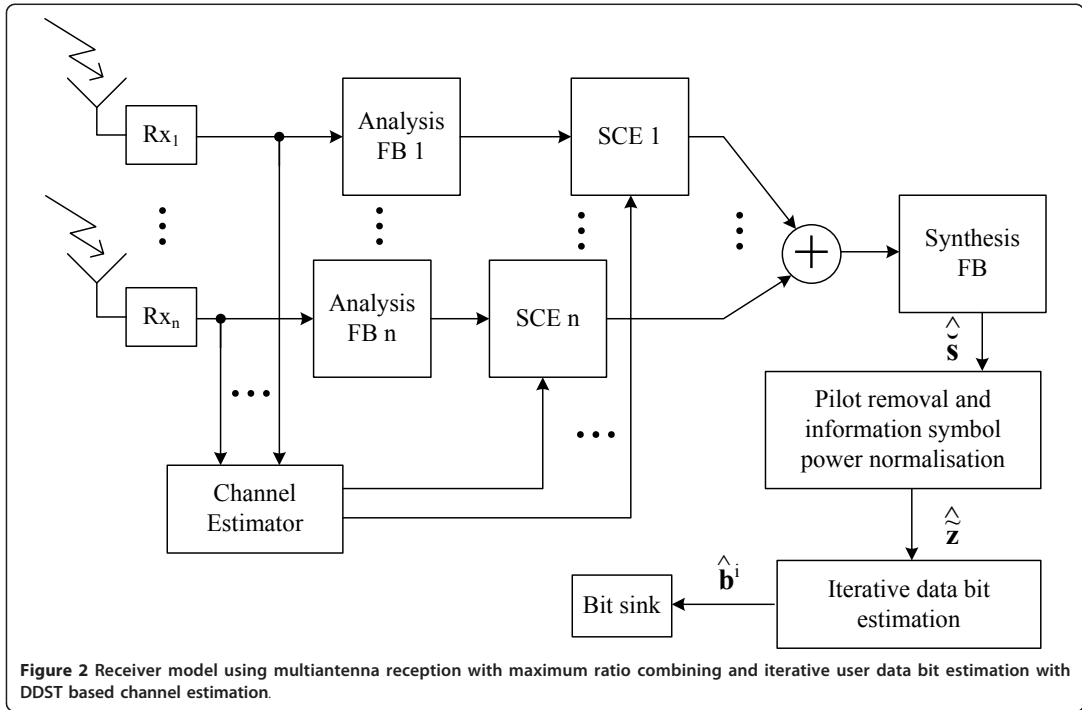 Rx₁
Analysis
FB 1
SCE 1
Rxₙ
Analysis
FB n
SCE n
+
Synthesis
FB
ŝ̆
Pilot removal and
information symbol
power normalisation
Channel
Estimator
ẑ̃
b̂ⁱ
Bit sink
Iterative data bit
estimation
Figure 2 Receiver model using multiantenna reception with maximum ratio combining and iterative user data bit estimation with
DDST based channel estimation.